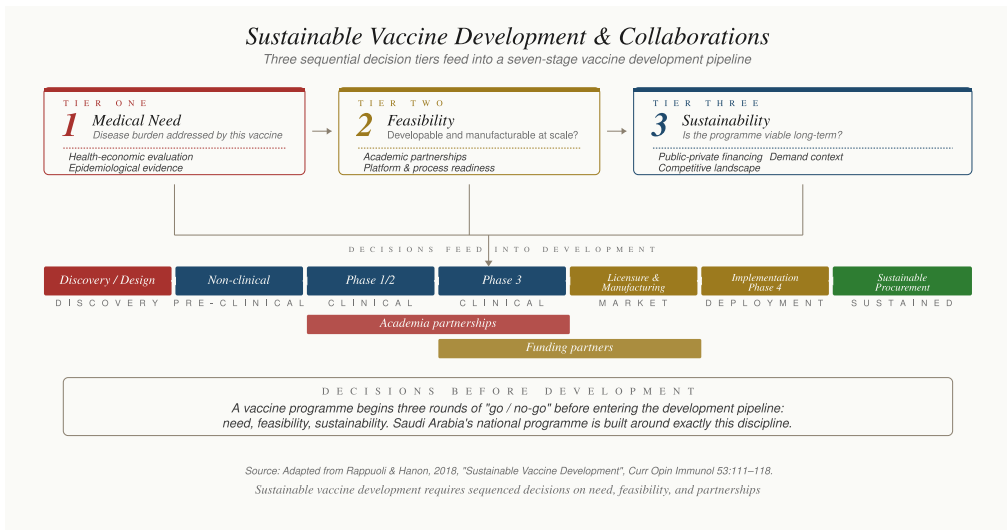 Sustainable Vaccine Development & Collaborations
Three sequential decision tiers feed into a seven-stage vaccine development pipeline
TIER ONE
1 Medical Need
Disease burden addressed by this vaccine
Health-economic evaluation
Epidemiological evidence
TIER TWO
2 Feasibility
Developable and manufacturable at scale?
Academic partnerships
Platform & process readiness
TIER THREE
3 Sustainability
Is the programme viable long-term?
Public-private financing Demand context
Competitive landscape
DECISIONS FEED INTO DEVELOPMENT
Discovery / Design
DISCOVERY
Non-clinical
PRE-CLINICAL
Phase 1/2
CLINICAL
Phase 3
CLINICAL
Licensure &
Manufacturing
MARKET
Implementation
Phase 4
DEPLOYMENT
Sustainable
Procurement
SUSTAINED
Academia partnerships
Funding partners
DECISIONS BEFORE DEVELOPMENT
A vaccine programme begins three rounds of "go / no-go" before entering the development pipeline:
need, feasibility, sustainability. Saudi Arabia's national programme is built around exactly this discipline.
Source: Adapted from Rappuoli & Hanon, 2018, "Sustainable Vaccine Development", Curr Opin Immunol 53:111–118.
Sustainable vaccine development requires sequenced decisions on need, feasibility, and partnerships